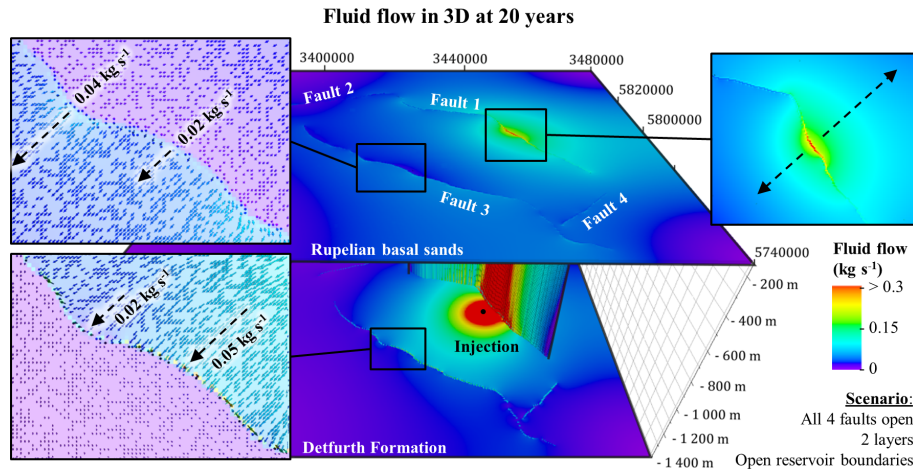 Fluid flow in 3D at 20 years
3400000
3440000
3480000
5820000
5800000
5740000
0.04 kg s⁻¹
0.02 kg s⁻¹
Fault 2
Fault 1
Fault 3
Fault 4
Rupelian basal sands
0.02 kg s⁻¹
0.05 kg s⁻¹
Injection
Detfurth Formation
- 200 m
- 400 m
- 600 m
- 800 m
- 1 000 m
- 1 200 m
- 1 400 m
Fluid flow
(kg s⁻¹)
> 0.3
0.15
0
Scenario:
All 4 faults open
2 layers
Open reservoir boundaries